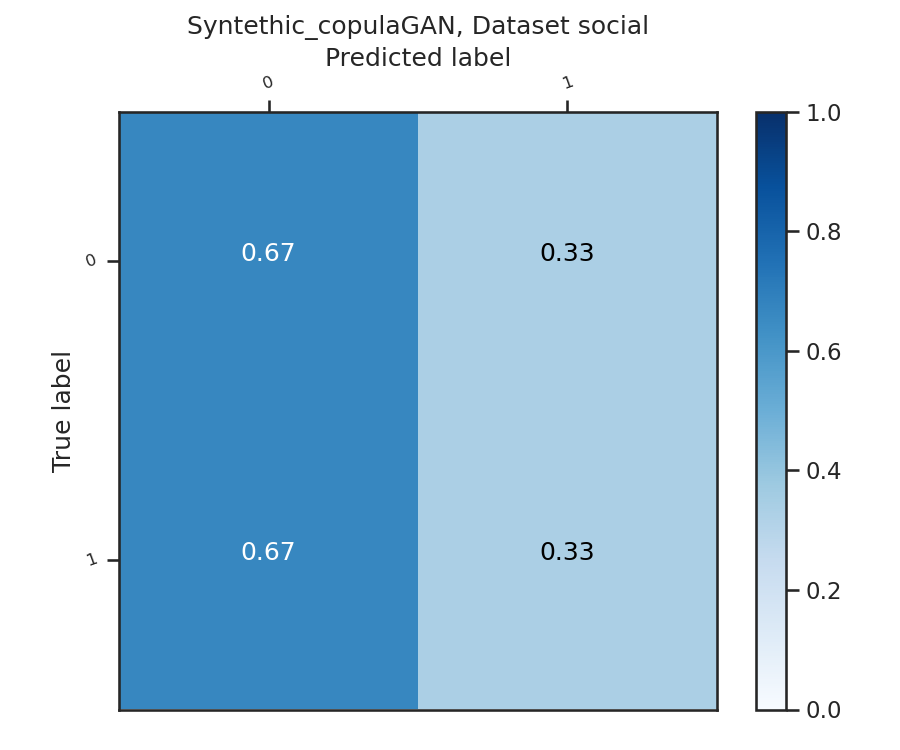 Syntethic_copulaGAN, Dataset social
Predicted label
0 1
1.0
0.8
0 0.67 0.33
0.6
True label
0.4
1 0.67 0.33
0.2
0.0